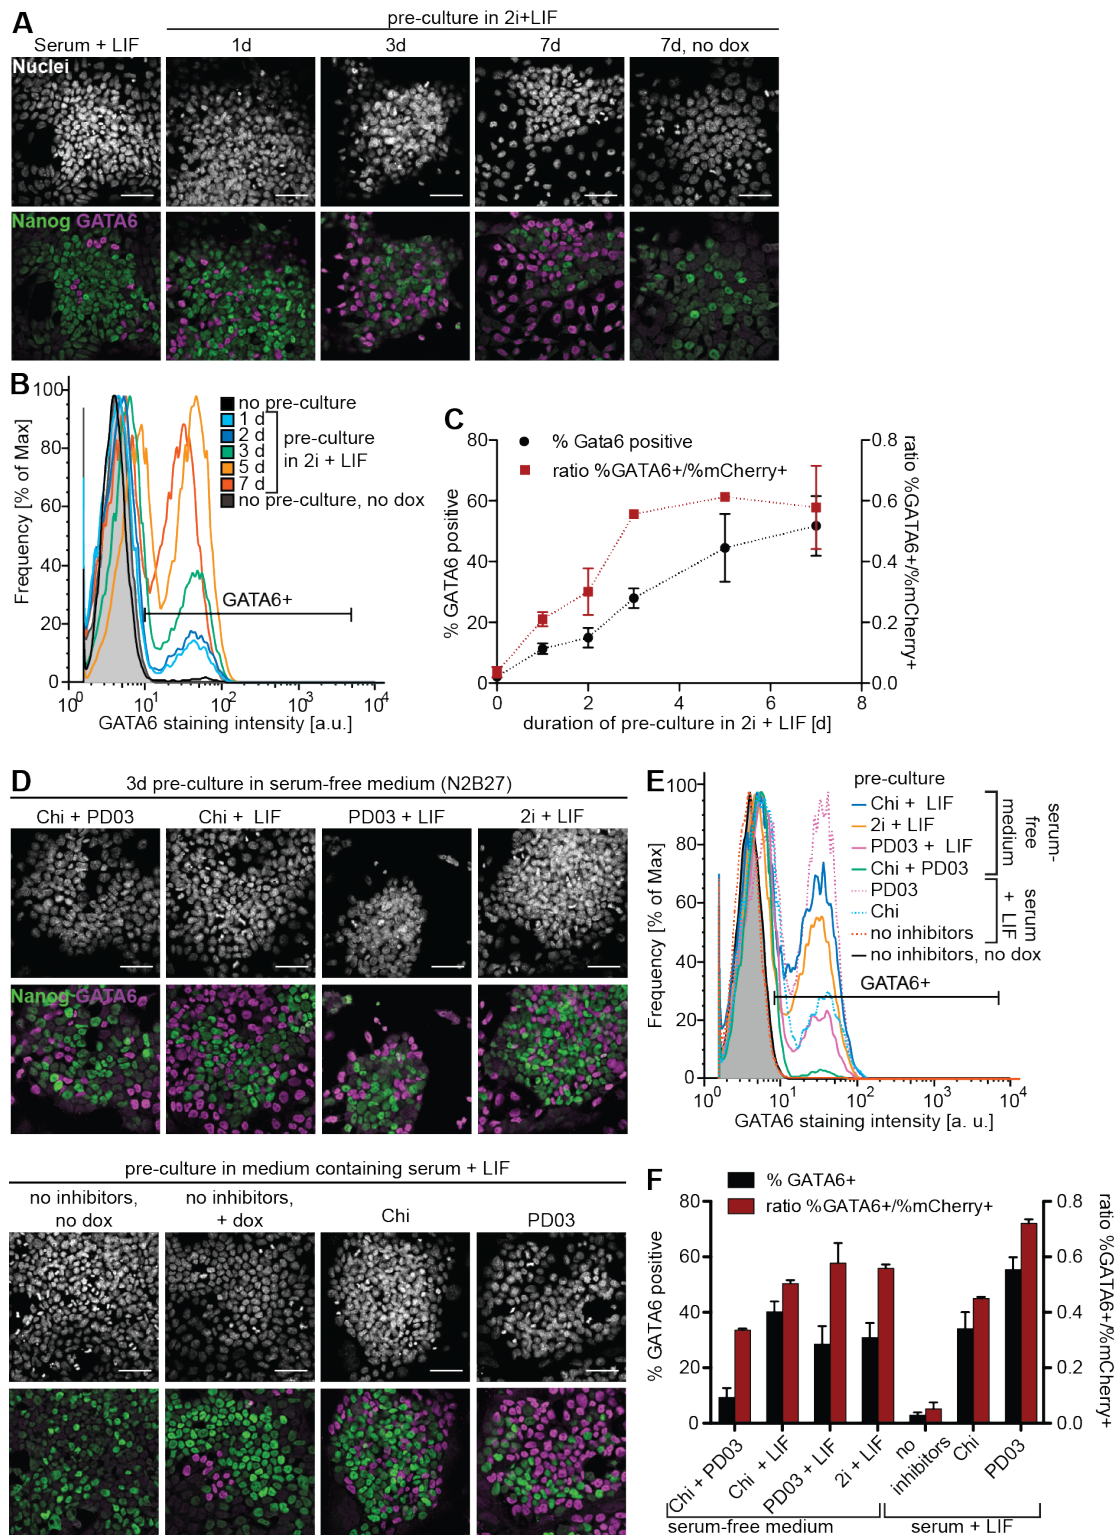 A
pre-culture in 2i+LIF
Serum + LIF
1d
3d
7d
7d, no dox
Nuclei
Nanog GATA6
B
Frequency [% of Max]
100
80
60
40
20
0
no pre-culture
1 d
2 d
3 d
5 d
7 d
pre-culture
in 2i + LIF
no pre-culture, no dox
GATA6+
10^0
10^1
10^2
10^3
10^4
GATA6 staining intensity [a.u.]
C
% GATA6 positive
80
60
40
20
0
% Gata6 positive
ratio %GATA6+/%mCherry+
0.8
0.6
0.4
0.2
0.0
ratio %GATA6+/%mCherry+
0
2
4
6
8
duration of pre-culture in 2i + LIF [d]
D
3d pre-culture in serum-free medium (N2B27)
Chi + PD03
Chi + LIF
PD03 + LIF
2i + LIF
Nanog GATA6
pre-culture in medium containing serum + LIF
no inhibitors,
no dox
no inhibitors,
+ dox
Chi
PD03
E
Frequency [% of Max]
100
80
60
40
20
0
pre-culture
Chi + LIF
2i + LIF
PD03 + LIF
Chi + PD03
PD03
Chi
no inhibitors
no inhibitors, no dox
serum-
free
medium
serum
+ LIF
GATA6+
10^0
10^1
10^2
10^3
10^4
GATA6 staining intensity [a. u.]
F
% GATA6+
ratio %GATA6+/%mCherry+
% GATA6 positive
80
60
40
20
0
0.8
0.6
0.4
0.2
0.0
ratio %GATA6+/%mCherry+
Chi + PD03
Chi + LIF
PD03 + LIF
2i + LIF
no
inhibitors
Chi
PD03
serum-free medium
serum + LIF